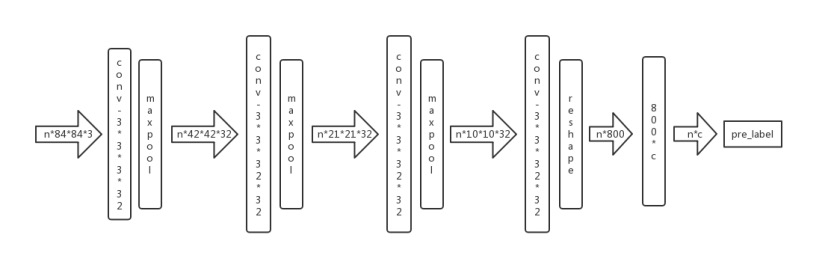 n*84*84*3
conv-3*3*3*32
maxpool
n*42*42*32
conv-3*3*32*32
maxpool
n*21*21*32
conv-3*3*32*32
maxpool
n*10*10*32
conv-3*3*32*32
reshape
n*800
800*c
n*c
pre_label